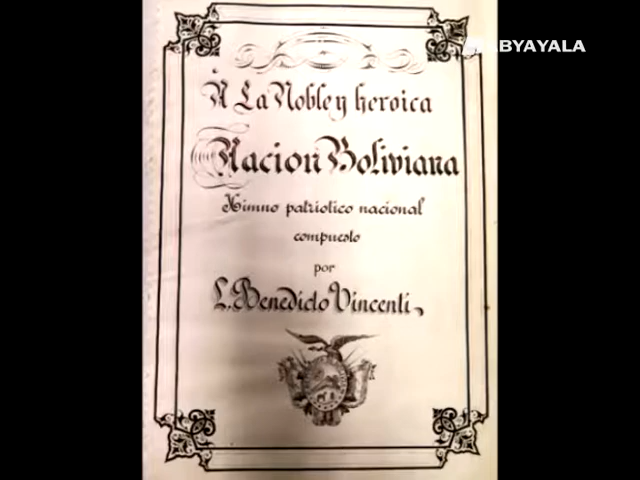 ABYAYALA
À La Noble y heroica
Nacion Boliviana
Himno patriotico nacional
compuesto
por
L. Benedicto Vincenti,